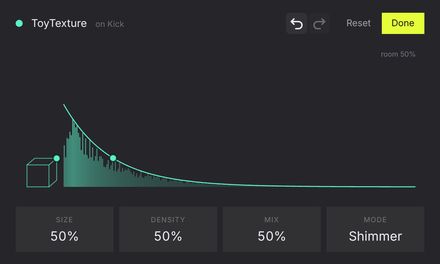 ToyTexture on Kick
Reset
Done
room 50%
SIZE
50%
DENSITY
50%
MIX
50%
MODE
Shimmer